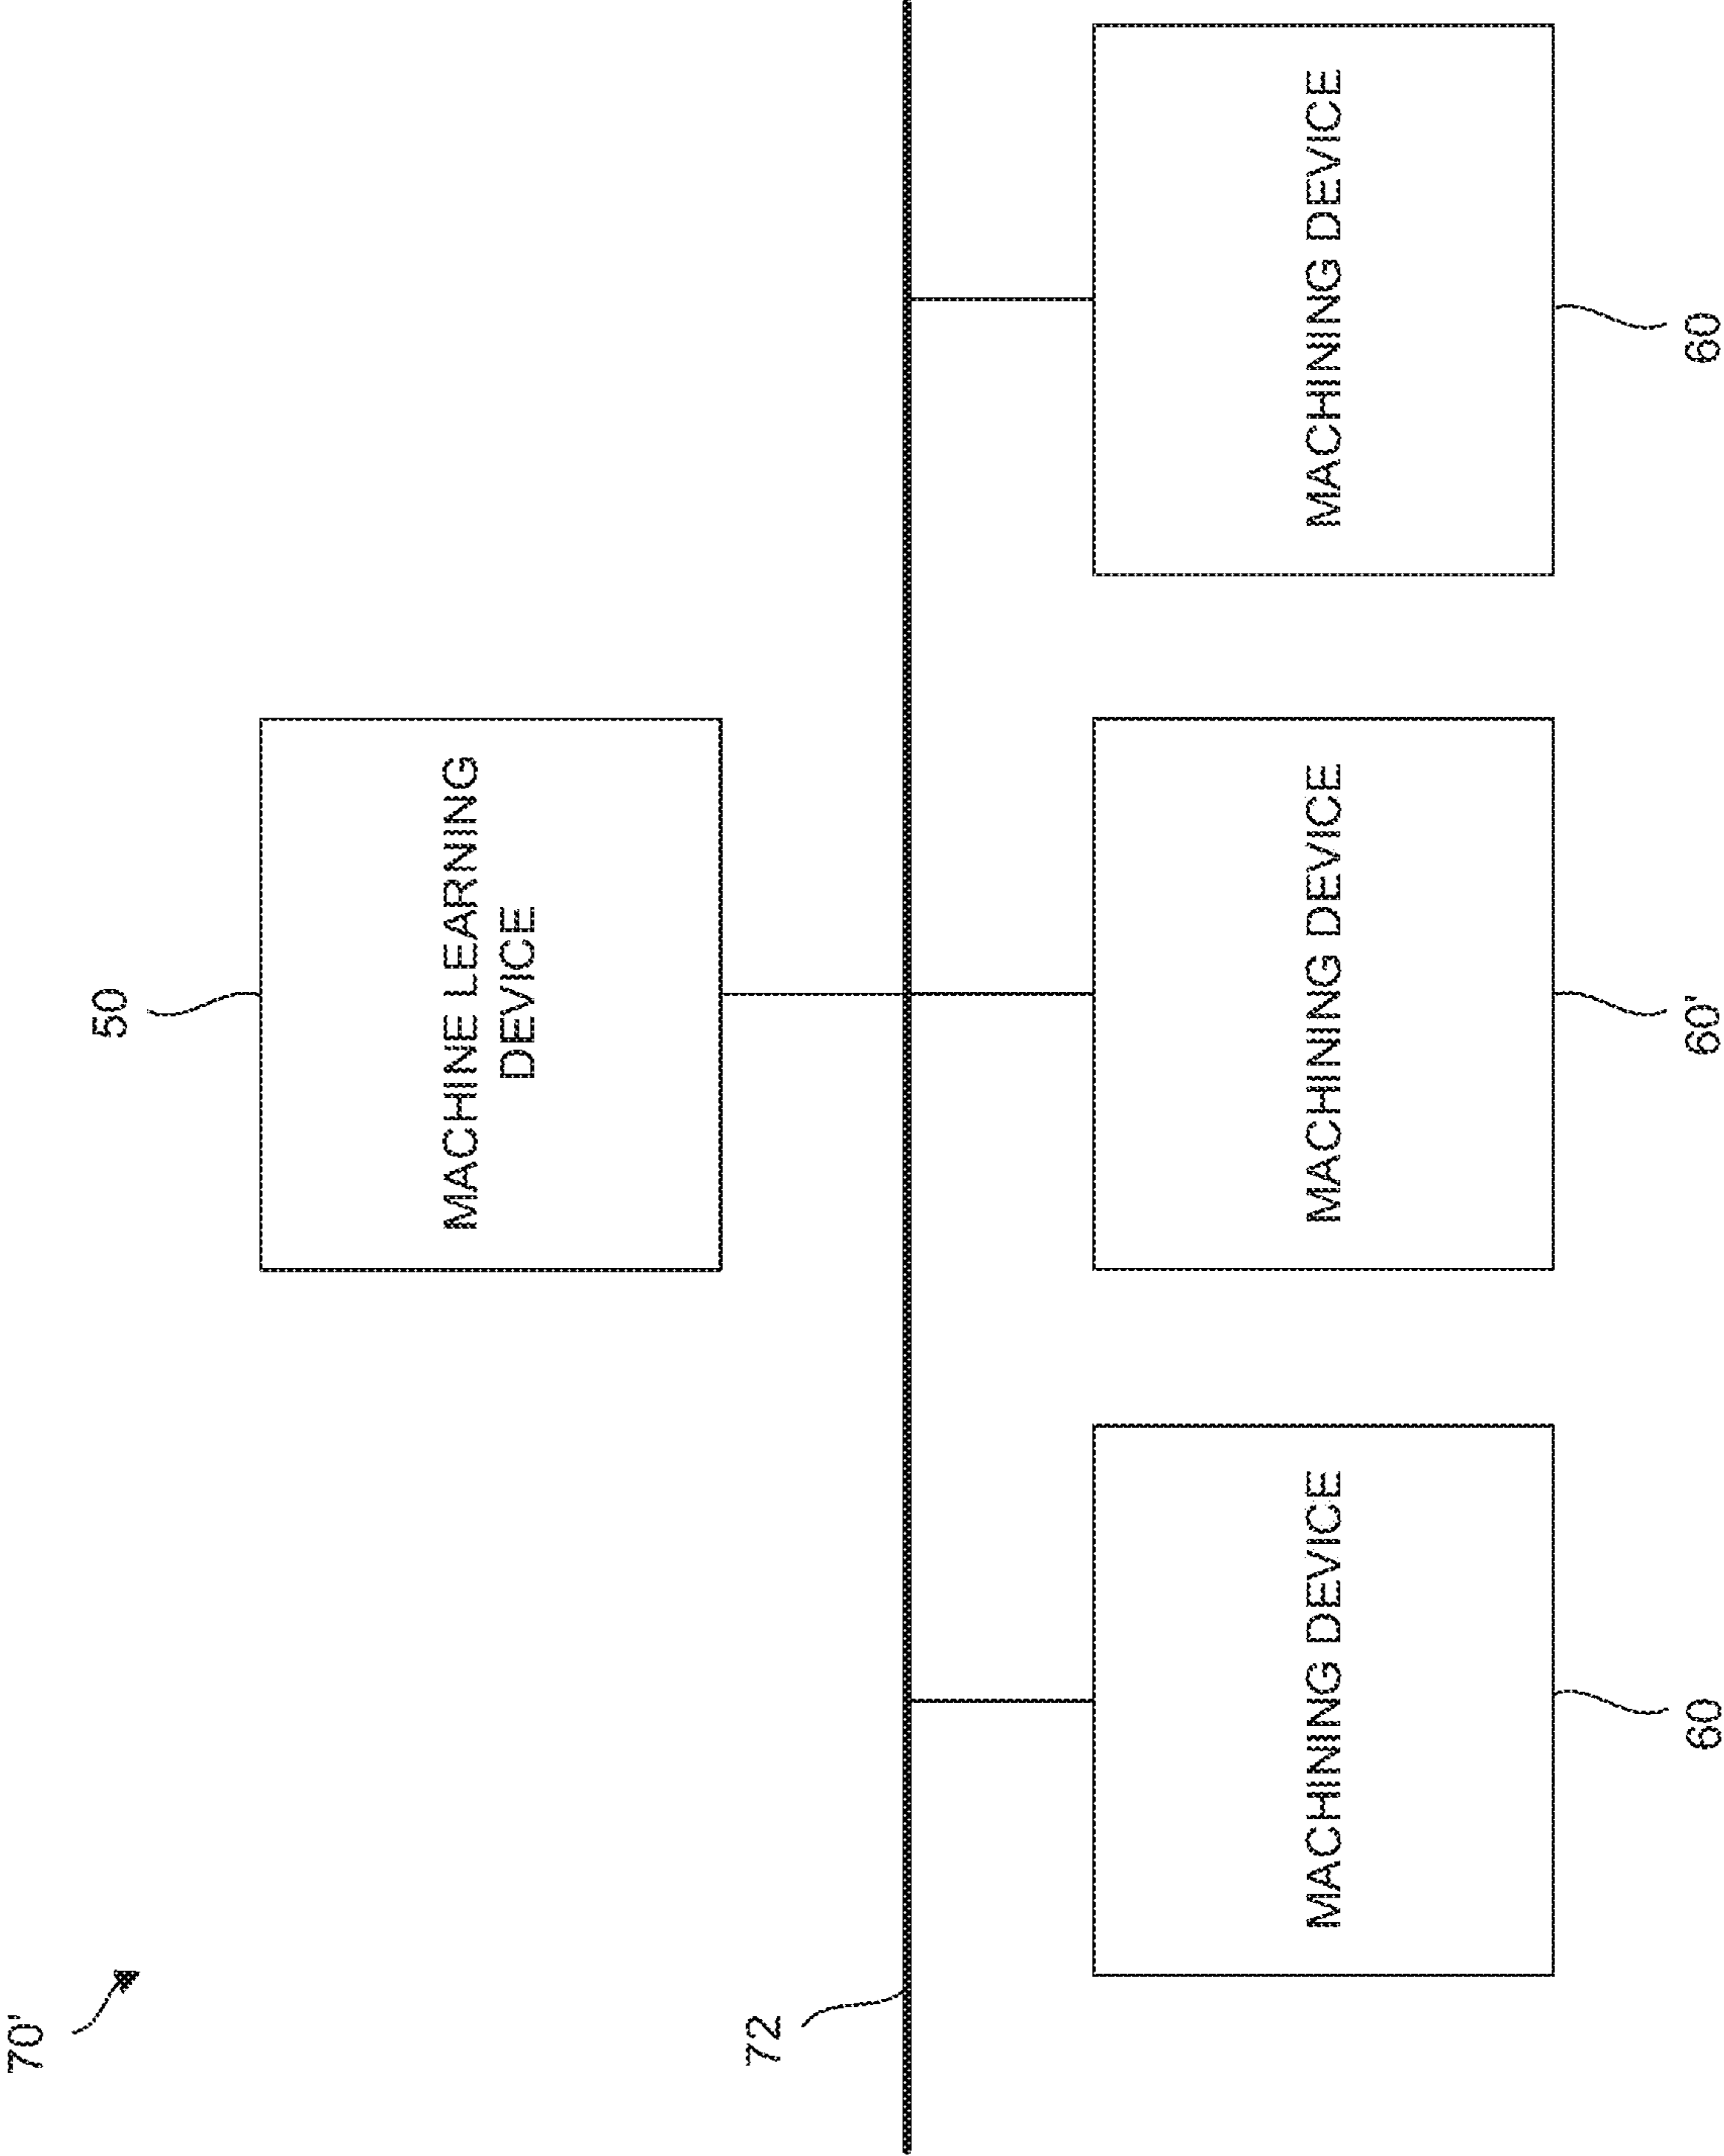 70'
50
MACHINE LEARNING
DEVICE
72
MACHINING DEVICE
MACHINING DEVICE
MACHINING DEVICE
60
60'
60